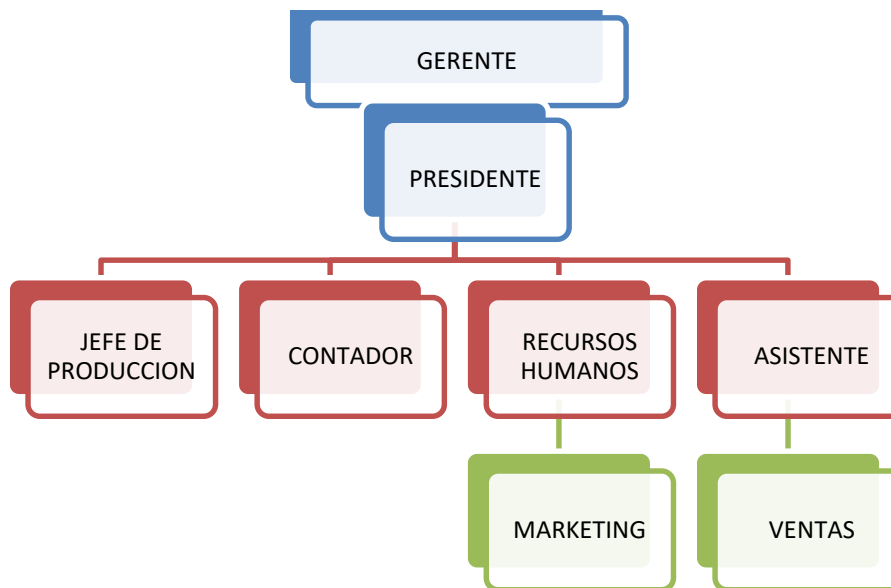 GERENTE
PRESIDENTE
JEFE DE
PRODUCCION
CONTADOR
RECURSOS
HUMANOS
ASISTENTE
MARKETING
VENTAS